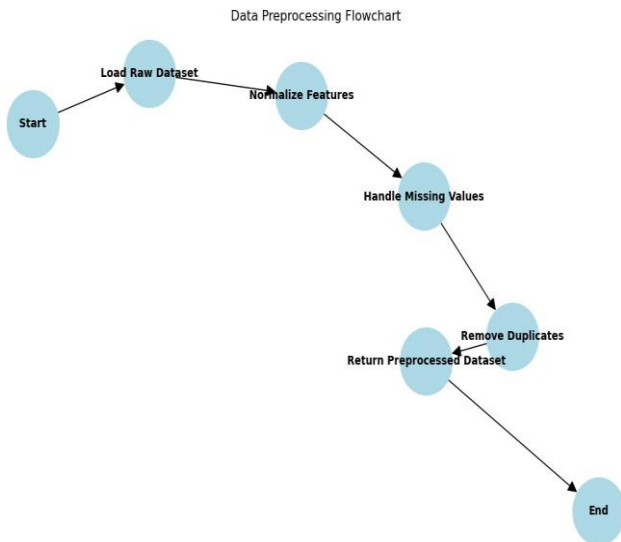 Data Preprocessing Flowchart
Load Raw Dataset
Normalize Features
Start
Handle Missing Values
Remove Duplicates
Return Preprocessed Dataset
End